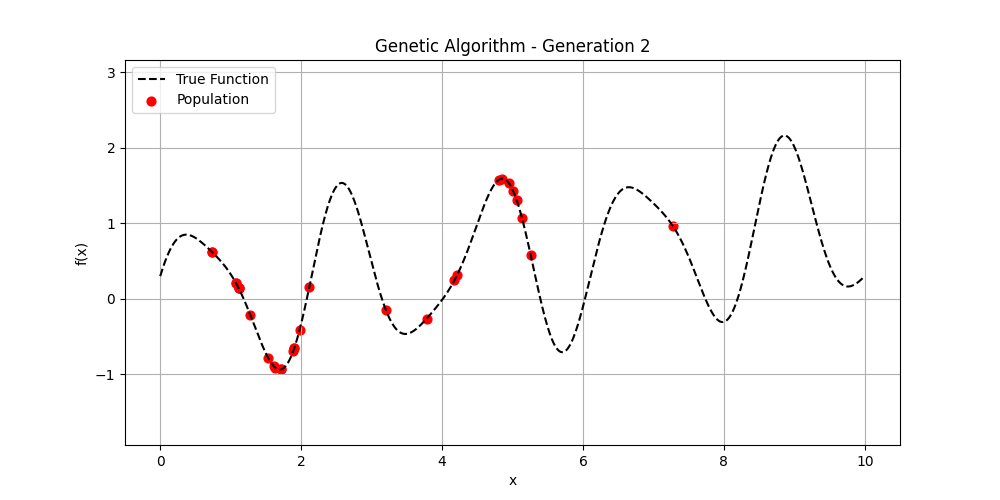 Genetic Algorithm - Generation 2
True Function
Population
f(x)
3
2
1
0
−1
0 2 4 6 8 10
x